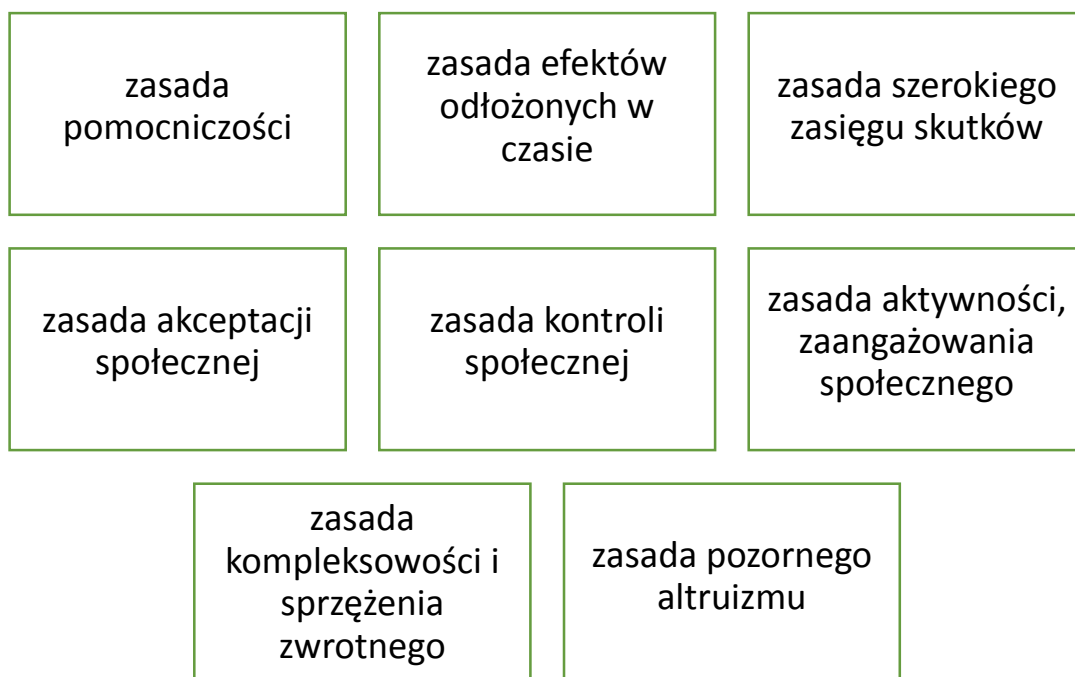 zasada
pomocniczości
zasada efektów
odłożonych w
czasie
zasada szerokiego
zasięgu skutków
zasada akceptacji
społecznej
zasada kontroli
społecznej
zasada aktywności,
zaangażowania
społecznego
zasada
kompleksowości i
sprzężenia
zwrotnego
zasada pozornego
altruizmu